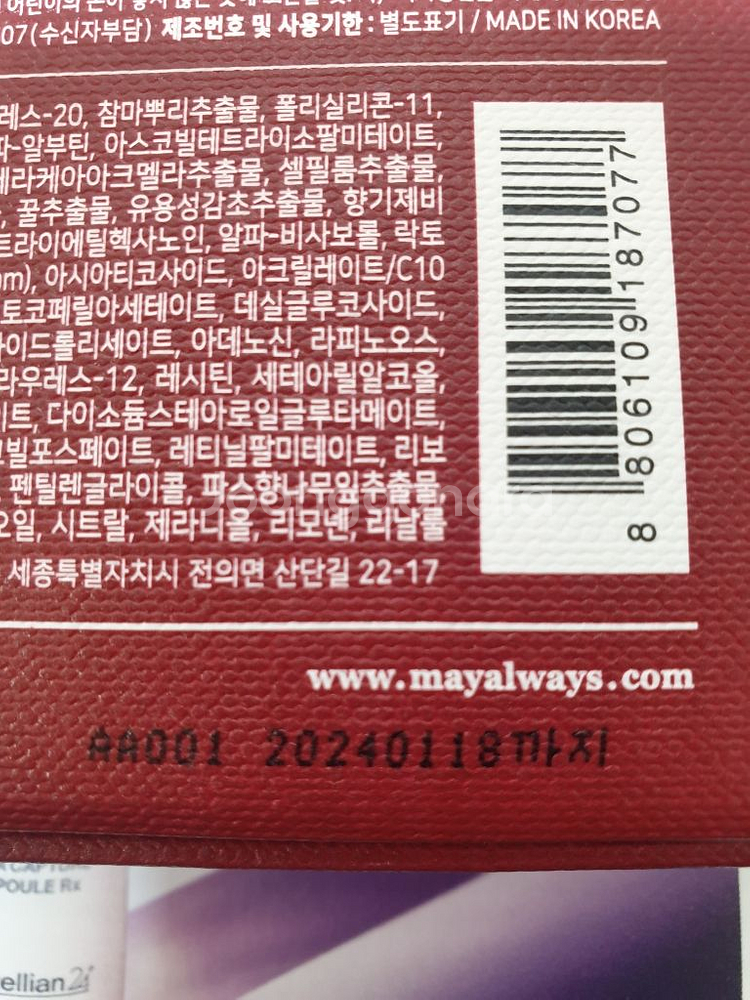 07(수신자부담) 제조번호 및 사용기한 : 별도표기 / MADE IN KOREA
레스-20, 참마뿌리추출물, 폴리실리콘-11,
파-알부틴, 아스코빌테트라이소팔미테이트,
케라케아아크멜라추출물, 셀필룸추출물,
, 꿀추출물, 유용성감초추출물, 향기제비
트라이에틸헥사노인, 알파-비사보롤, 락토
om), 아시아티코사이드, 아크릴레이트/C10
토코페릴아세테이트, 데실글루코사이드,
아이드롤리세이트, 아데노신, 라피노오스,
라우레스-12, 레시틴, 세테아릴알코올,
이트, 다이소듐스테아로일글루타메이트,
코빌포스페이트, 레티닐팔미테이트, 리보
, 펜틸렌글라이콜, 파스향나무잎추출물,
오일, 시트랄, 제라니올, 리모넨, 리날룰
세종특별자치시 전의면 산단길 22-17
8 806109 187077
www.mayalways.com
AA001 20240118까지
POULE Rx
ellian